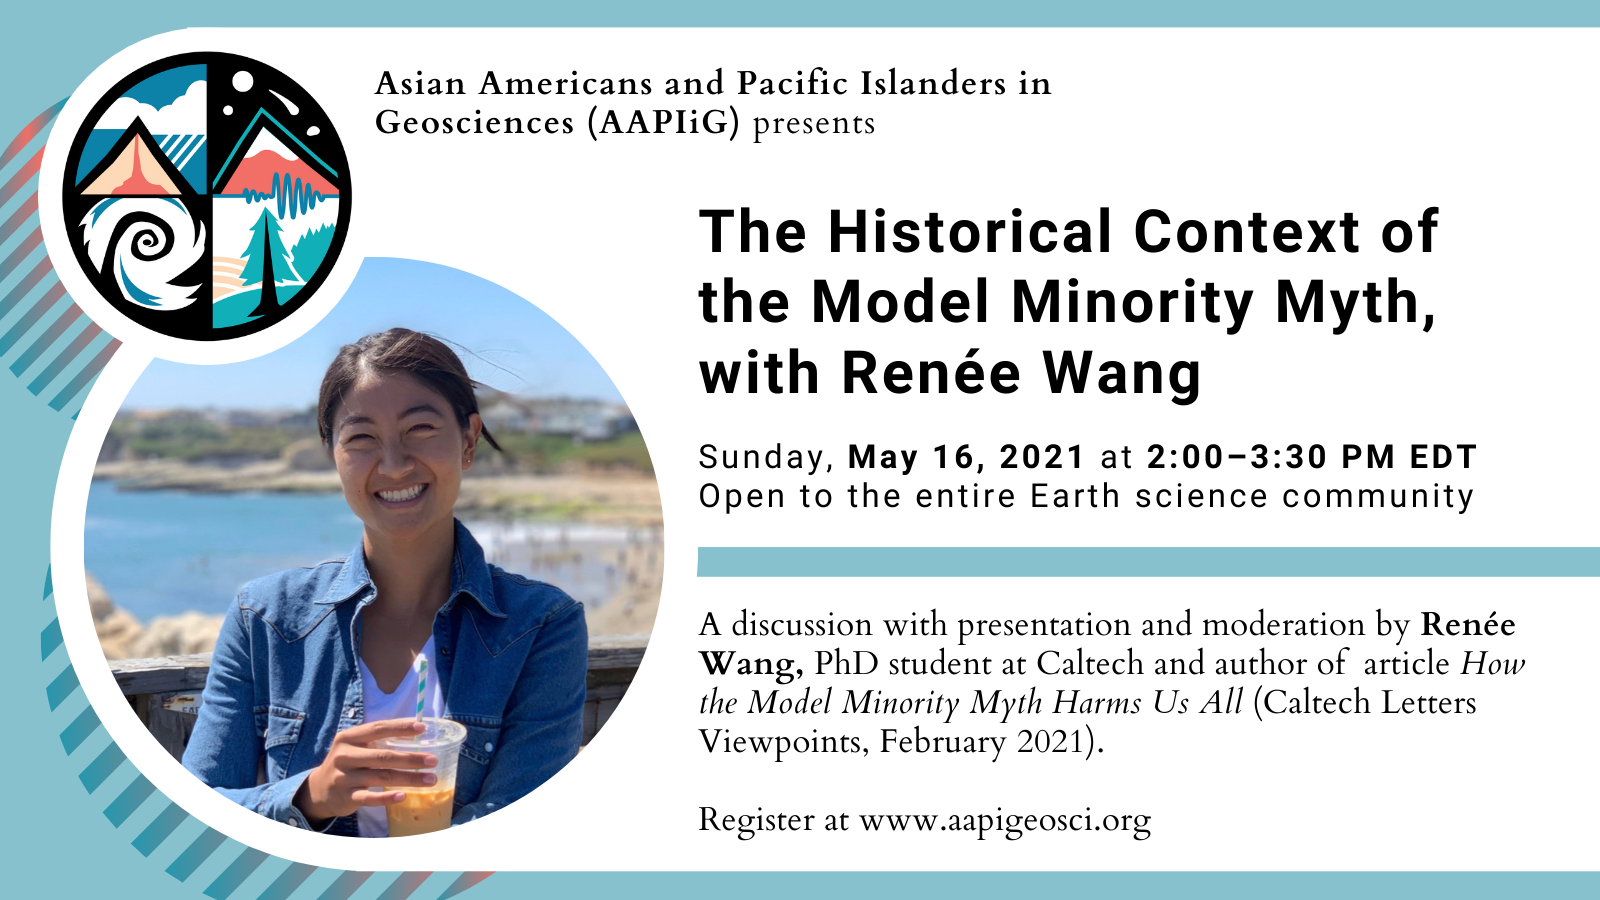 Asian Americans and Pacific Islanders in
Geosciences (AAPIiG) presents
The Historical Context of
the Model Minority Myth,
with Renée Wang
Sunday, May 16, 2021 at 2:00–3:30 PM EDT
Open to the entire Earth science community
A discussion with presentation and moderation by Renée
Wang, PhD student at Caltech and author of article How
the Model Minority Myth Harms Us All (Caltech Letters
Viewpoints, February 2021).
Register at www.aapigeosci.org